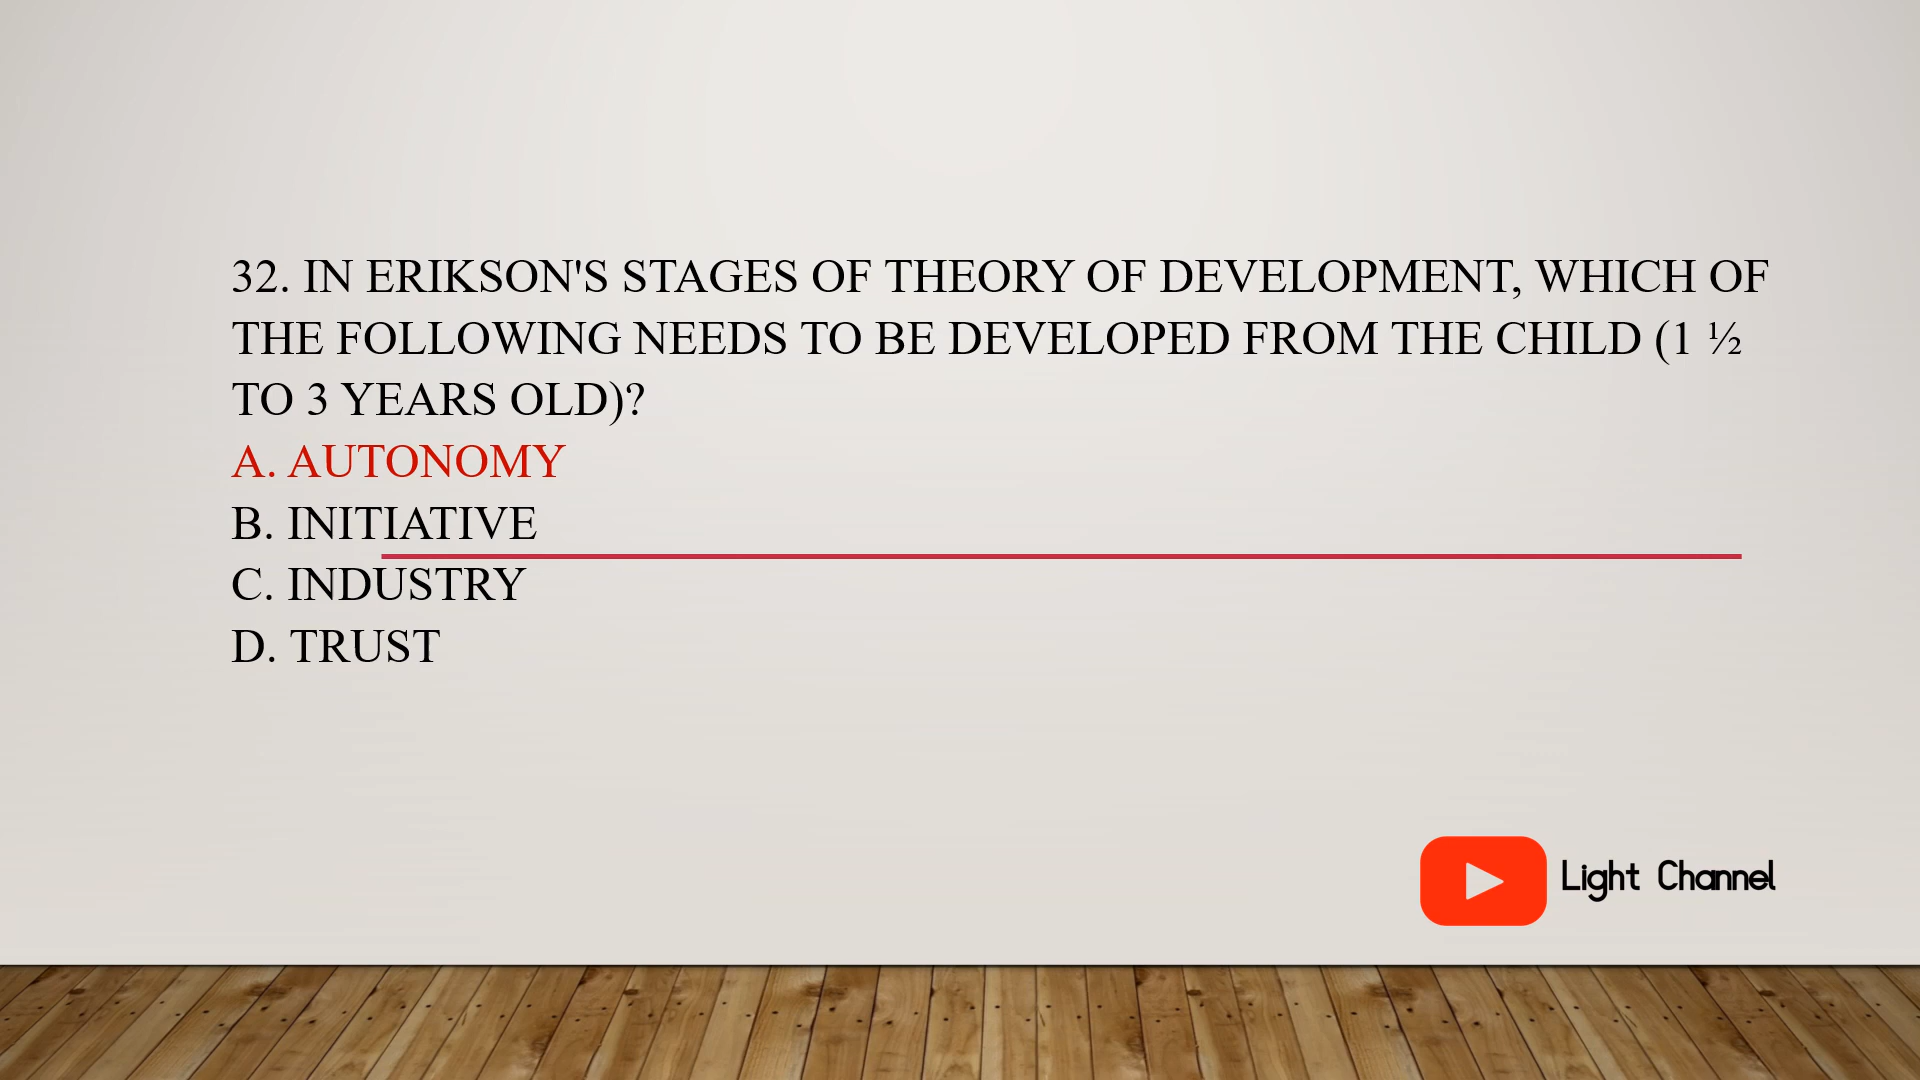 32. IN ERIKSON'S STAGES OF THEORY OF DEVELOPMENT, WHICH OF
THE FOLLOWING NEEDS TO BE DEVELOPED FROM THE CHILD (1 ½
TO 3 YEARS OLD)?
A. AUTONOMY
B. INITIATIVE
C. INDUSTRY
D. TRUST
Light Channel